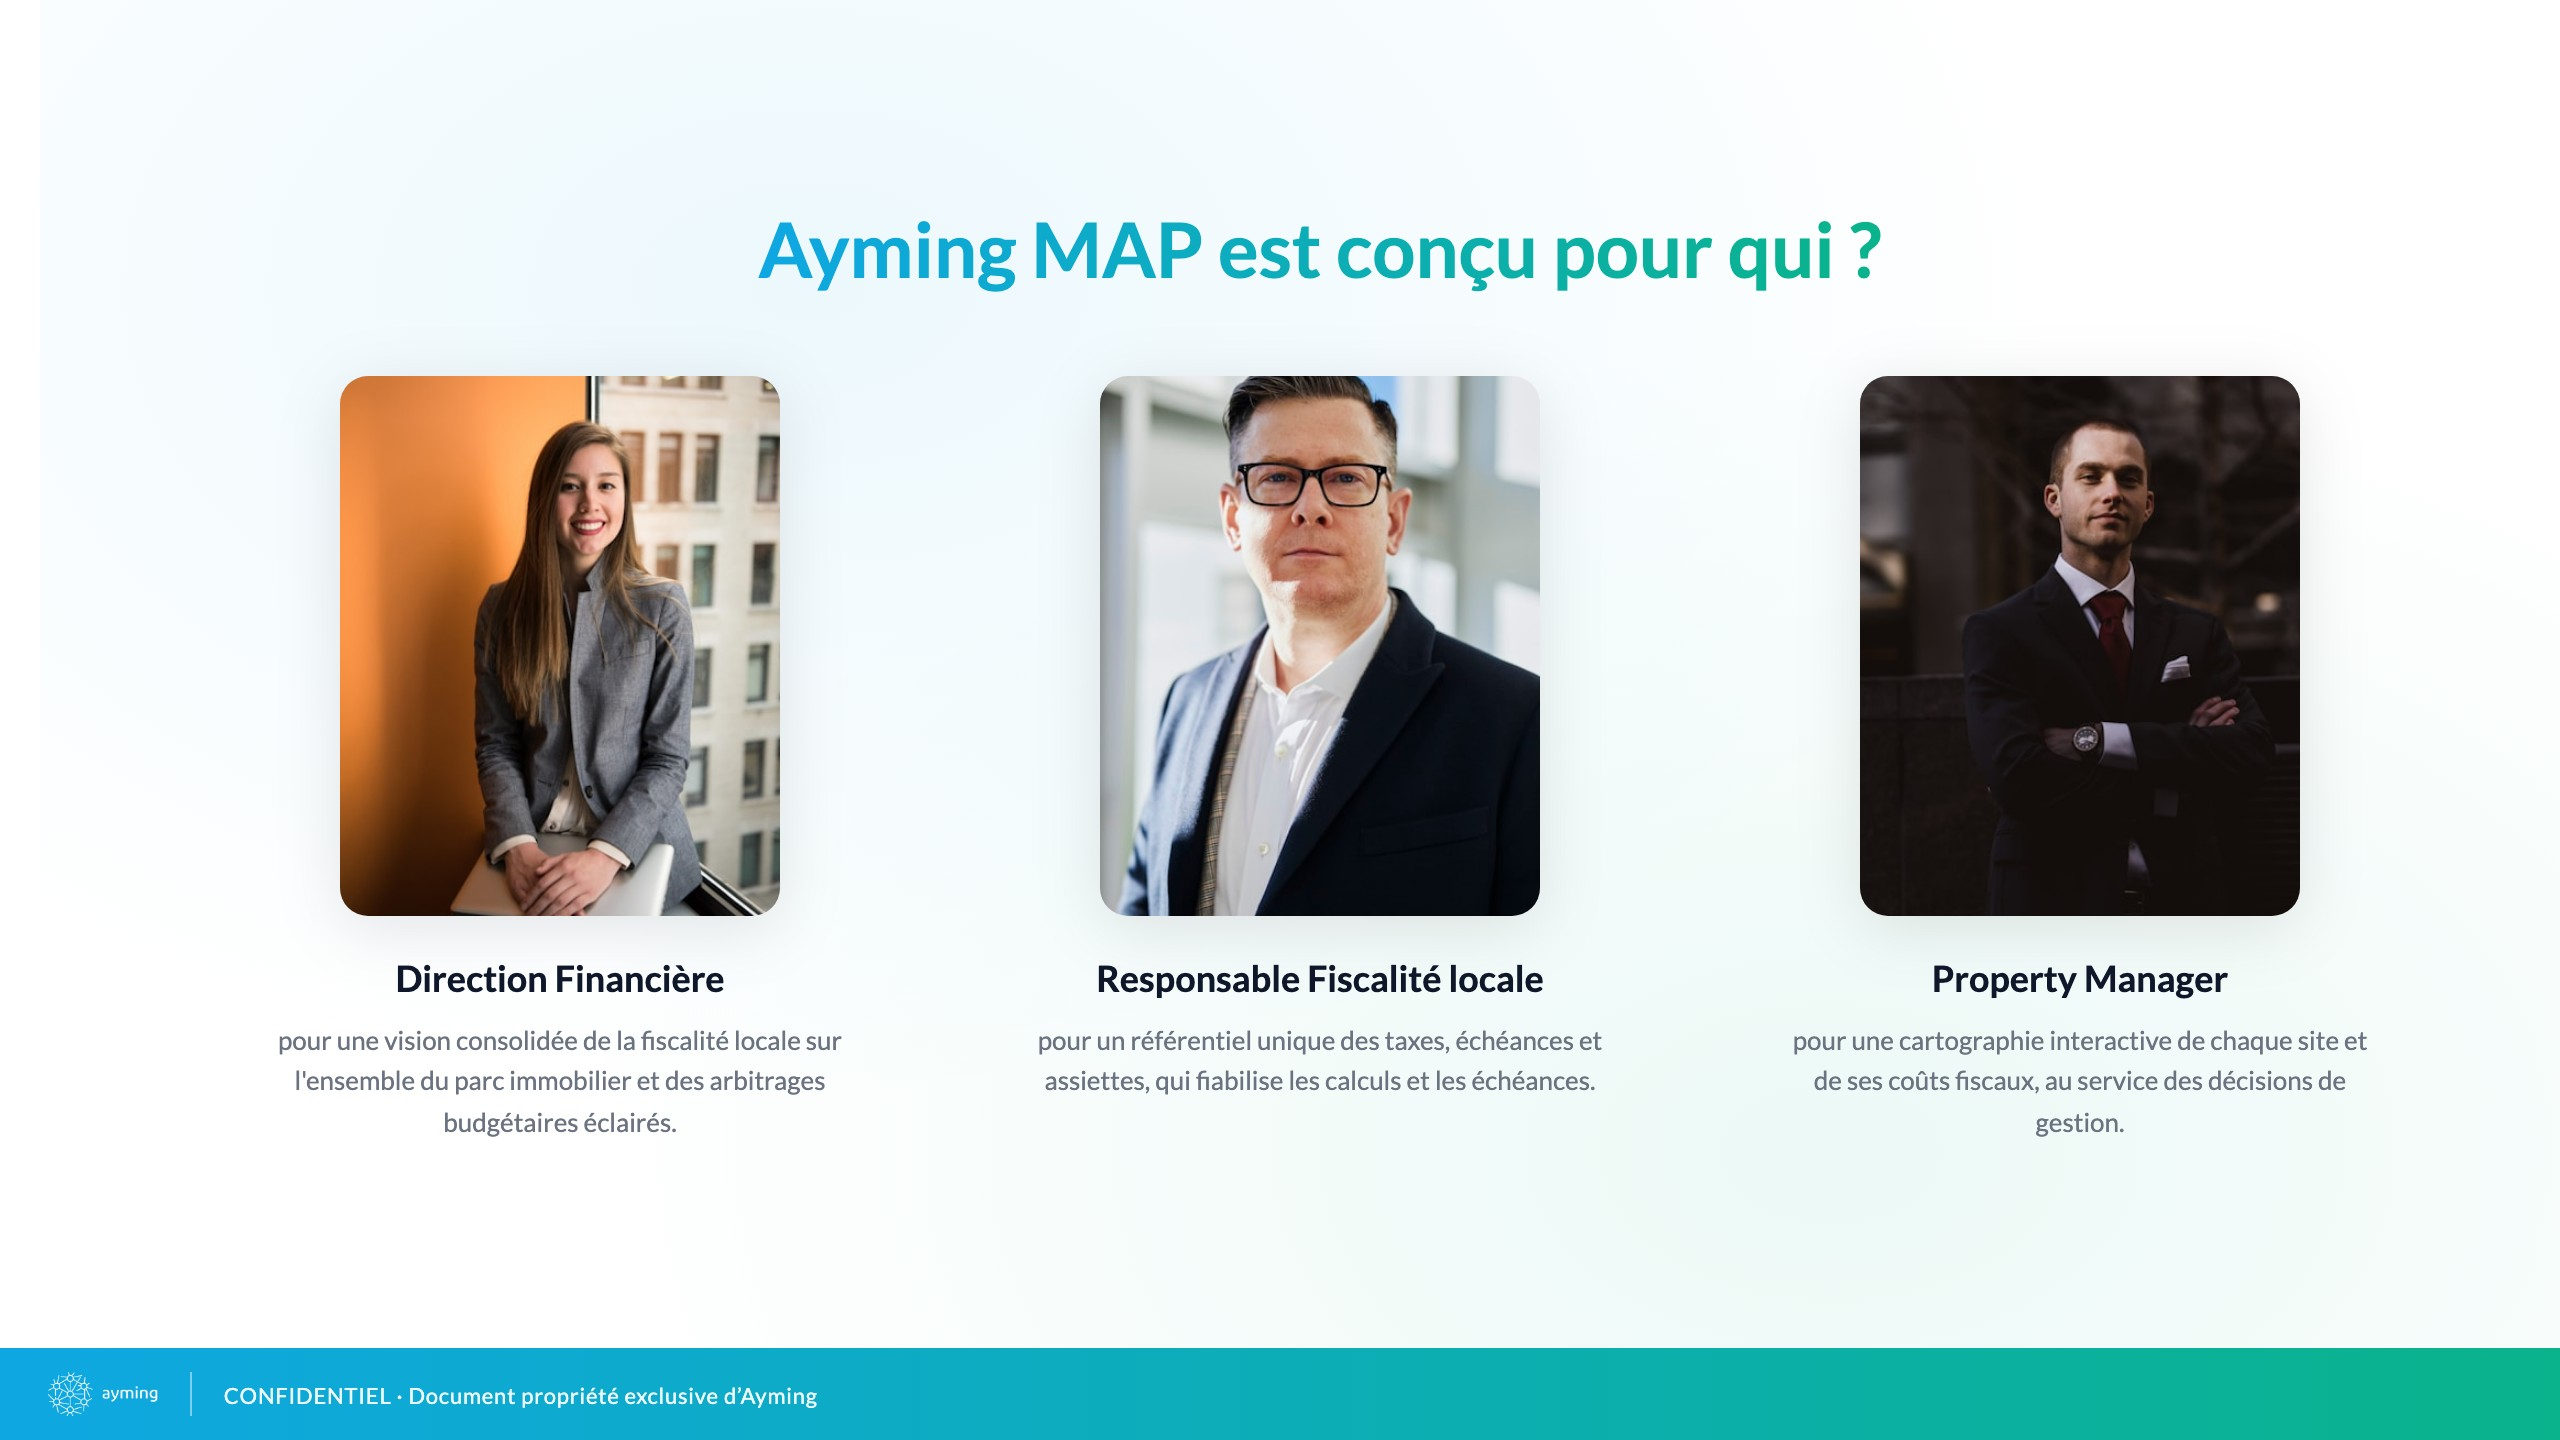 Ayming MAP est conçu pour qui ?
Direction Financière
pour une vision consolidée de la fiscalité locale sur
l'ensemble du parc immobilier et des arbitrages
budgétaires éclairés.
Responsable Fiscalité locale
pour un référentiel unique des taxes, échéances et
assiettes, qui fiabilise les calculs et les échéances.
Property Manager
pour une cartographie interactive de chaque site et
de ses coûts fiscaux, au service des décisions de
gestion.
ayming
CONFIDENTIEL · Document propriété exclusive d’Ayming